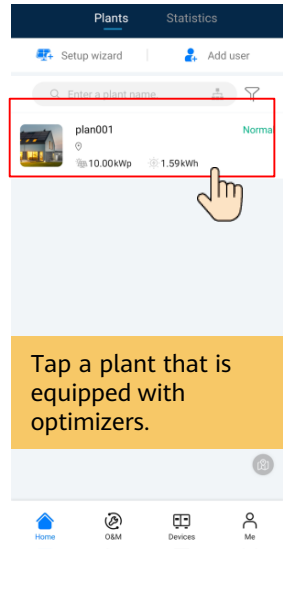 Plants Statistics
Setup wizard Add user
Enter a plant name
plan001 Norma
10.00kWp 1.59kWh
Tap a plant that is
equipped with
optimizers.
Home O&M Devices Me